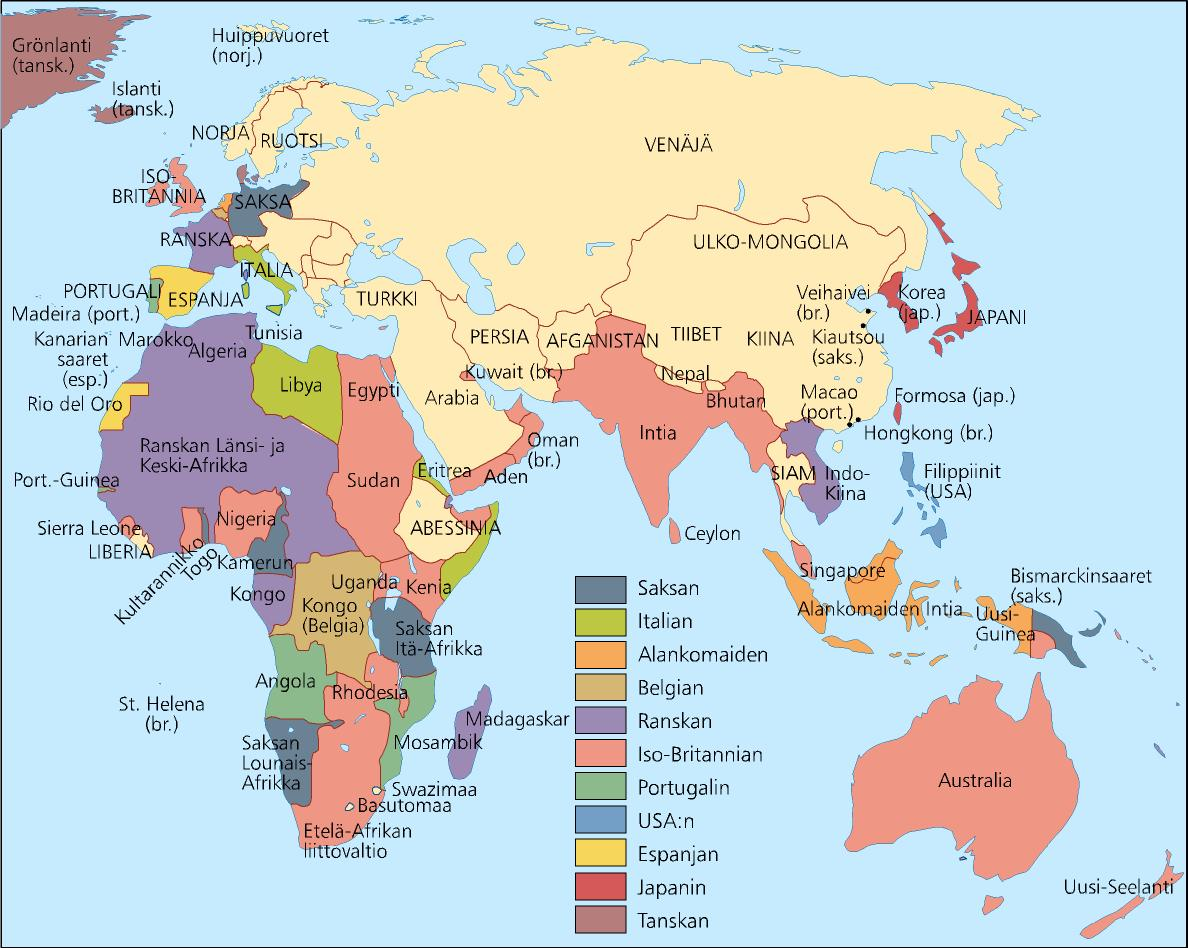 Grönlanti
(tansk.)
Huippuvuoret
(norj.)
Islanti
(tansk.)
NORJA
RUOTSI
VENÄJÄ
ISO-
BRITANNIA
SAKSA
RANSKA
ULKO-MONGOLIA
ITALIA
PORTUGALI
ESPANJA
TURKKI
Madeira (port.)
Veihaivei
(br.)
Korea
(jap.)
JAPANI
Kanarian
saaret
(esp.)
Marokko
Algeria
Tunisia
PERSIA
AFGANISTAN
TIIBET
KIINA
Kiautsou
(saks.)
Libya
Egypti
Kuwait (br.)
Nepal
Arabia
Bhutan
Macao
(port.)
Formosa (jap.)
Rio del Oro
Hongkong (br.)
Ranskan Länsi- ja
Keski-Afrikka
Oman
(br.)
Intia
Port.-Guinea
Sudan
Eritrea
Aden
SIAM
Indo-
Kiina
Filippiinit
(USA)
Sierra Leone
LIBERIA
Nigeria
ABESSINIA
Ceylon
Kultarannikko
Togo
Kamerun
Kongo
Uganda
Kenia
Kongo
(Belgia)
Singapore
Alankomaiden Intia
Bismarckinsaaret
(saks.)
Uusi-
Guinea
Saksan
Itä-Afrikka
Angola
Rhodesia
St. Helena
(br.)
Madagaskar
Saksan
Lounais-
Afrikka
Mosambik
Swazimaa
Basutomaa
Etelä-Afrikan
liittovaltio
Australia
Uusi-Seelanti
Saksan
Italian
Alankomaiden
Belgian
Ranskan
Iso-Britannian
Portugalin
USA:n
Espanjan
Japanin
Tanskan